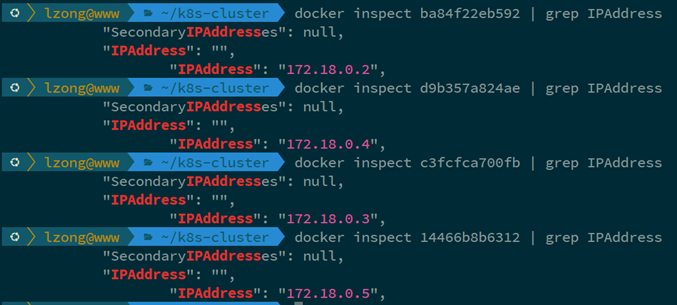 lzong@www ~/k8s-cluster docker inspect ba84f22eb592 | grep IPAddress
"SecondaryIPAddresses": null,
"IPAddress": "",
"IPAddress": "172.18.0.2",
lzong@www ~/k8s-cluster docker inspect d9b357a824ae | grep IPAddress
"SecondaryIPAddresses": null,
"IPAddress": "",
"IPAddress": "172.18.0.4",
lzong@www ~/k8s-cluster docker inspect c3fcfca700fb | grep IPAddress
"SecondaryIPAddresses": null,
"IPAddress": "",
"IPAddress": "172.18.0.3",
lzong@www ~/k8s-cluster docker inspect 14466b8b6312 | grep IPAddress
"SecondaryIPAddresses": null,
"IPAddress": "",
"IPAddress": "172.18.0.5",